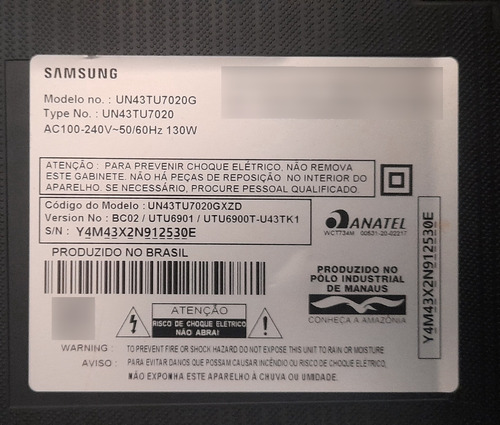 SAMSUNG
Modelo no. : UN43TU7020G
Type No. : UN43TU7020
AC100-240V~50/60Hz 130W
ATENÇÃO : PARA PREVENIR CHOQUE ELÉTRICO, NÃO REMOVA
ESTE GABINETE. NÃO HÁ PEÇAS DE REPOSIÇÃO NO INTERIOR DO
APARELHO. SE NECESSÁRIO, PROCURE PESSOAL QUALIFICADO.
Código do Modelo : UN43TU7020GXZD
Version No : BC02 / UTU6901 / UTU6900T-U43TK1
S/N : Y4M43X2N912530E
ANATEL
WCT734M 00531-20-02217
Y4M43X2N912530E
PRODUZIDO NO BRASIL
PRODUZIDO NO
PÓLO INDUSTRIAL
DE MANAUS
CONHEÇA A AMAZÔNIA
ATENÇÃO
RISCO DE CHOQUE ELÉTRICO
NÃO ABRA!
WARNING : TO PREVENT FIRE OR SHOCK HAZARD DO NOT EXPOSE THIS UNIT TO RAIN OR MOISTURE
AVISO : PARA EVITAR DANOS QUE POSSAM CAUSAR INCÊNDIO OU RISCO DE CHOQUE ELÉTRICO,
NÃO EXPONHA ESTE APARELHO À CHUVA OU UMIDADE.